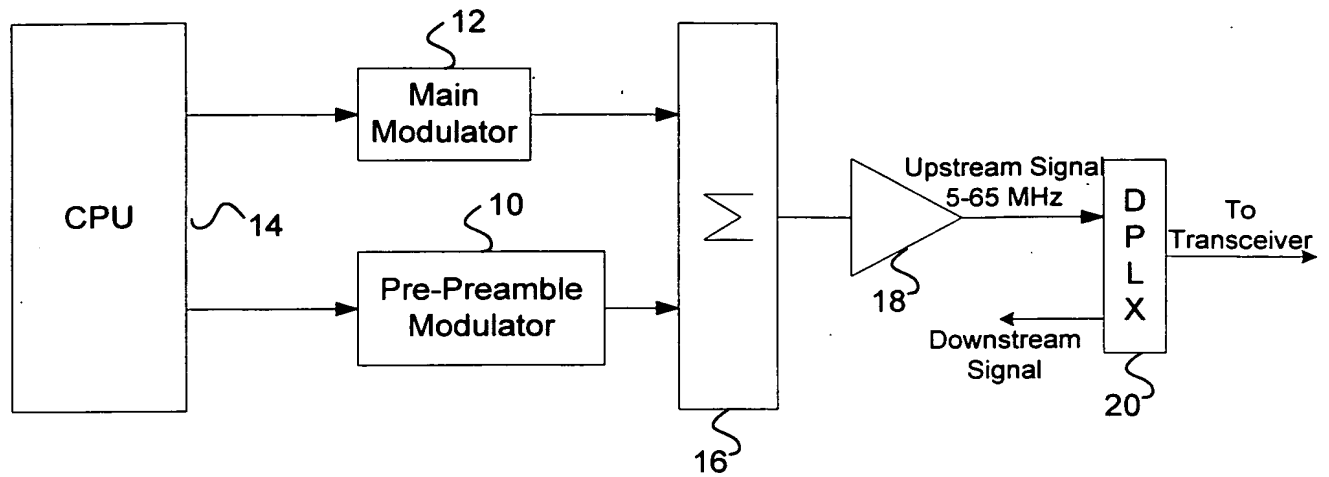 12
Main
Modulator
CPU
14
10
Pre-Preamble
Modulator
Σ
16
18
Upstream Signal
5-65 MHz
D
P
L
X
20
To
Transceiver
Downstream
Signal